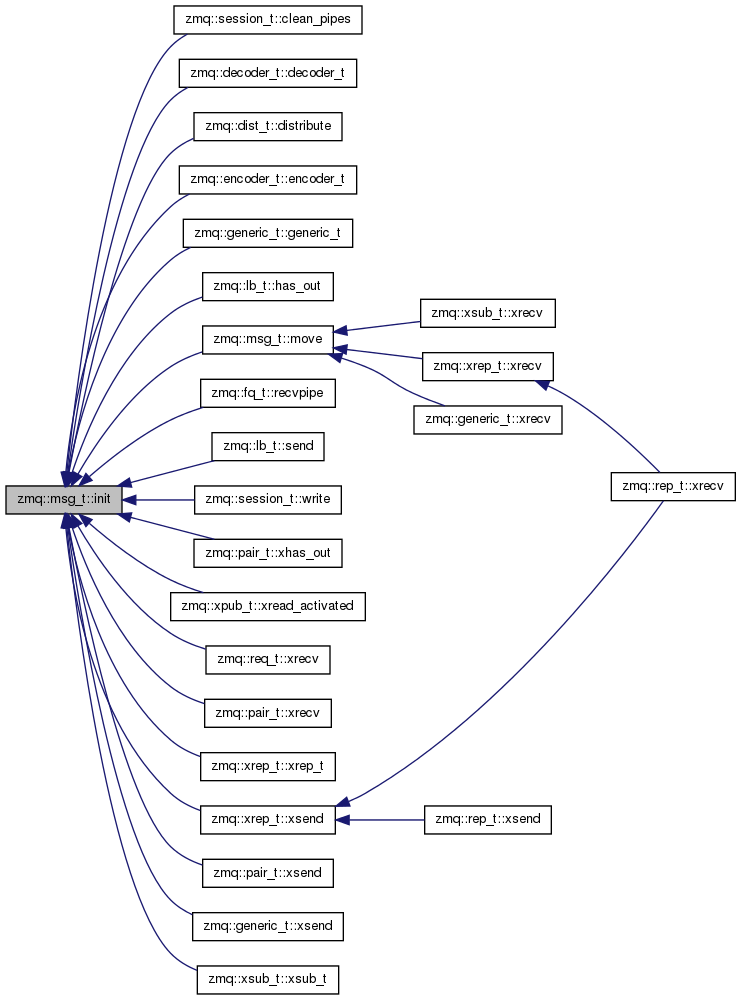 zmq::session_t::clean_pipes
zmq::decoder_t::decoder_t
zmq::dist_t::distribute
zmq::encoder_t::encoder_t
zmq::generic_t::generic_t
zmq::lb_t::has_out
zmq::xsub_t::xrecv
zmq::msg_t::move
zmq::xrep_t::xrecv
zmq::fq_t::recvpipe
zmq::generic_t::xrecv
zmq::lb_t::send
zmq::rep_t::xrecv
zmq::msg_t::init
zmq::session_t::write
zmq::pair_t::xhas_out
zmq::xpub_t::xread_activated
zmq::req_t::xrecv
zmq::pair_t::xrecv
zmq::xrep_t::xrep_t
zmq::xrep_t::xsend
zmq::rep_t::xsend
zmq::pair_t::xsend
zmq::generic_t::xsend
zmq::xsub_t::xsub_t